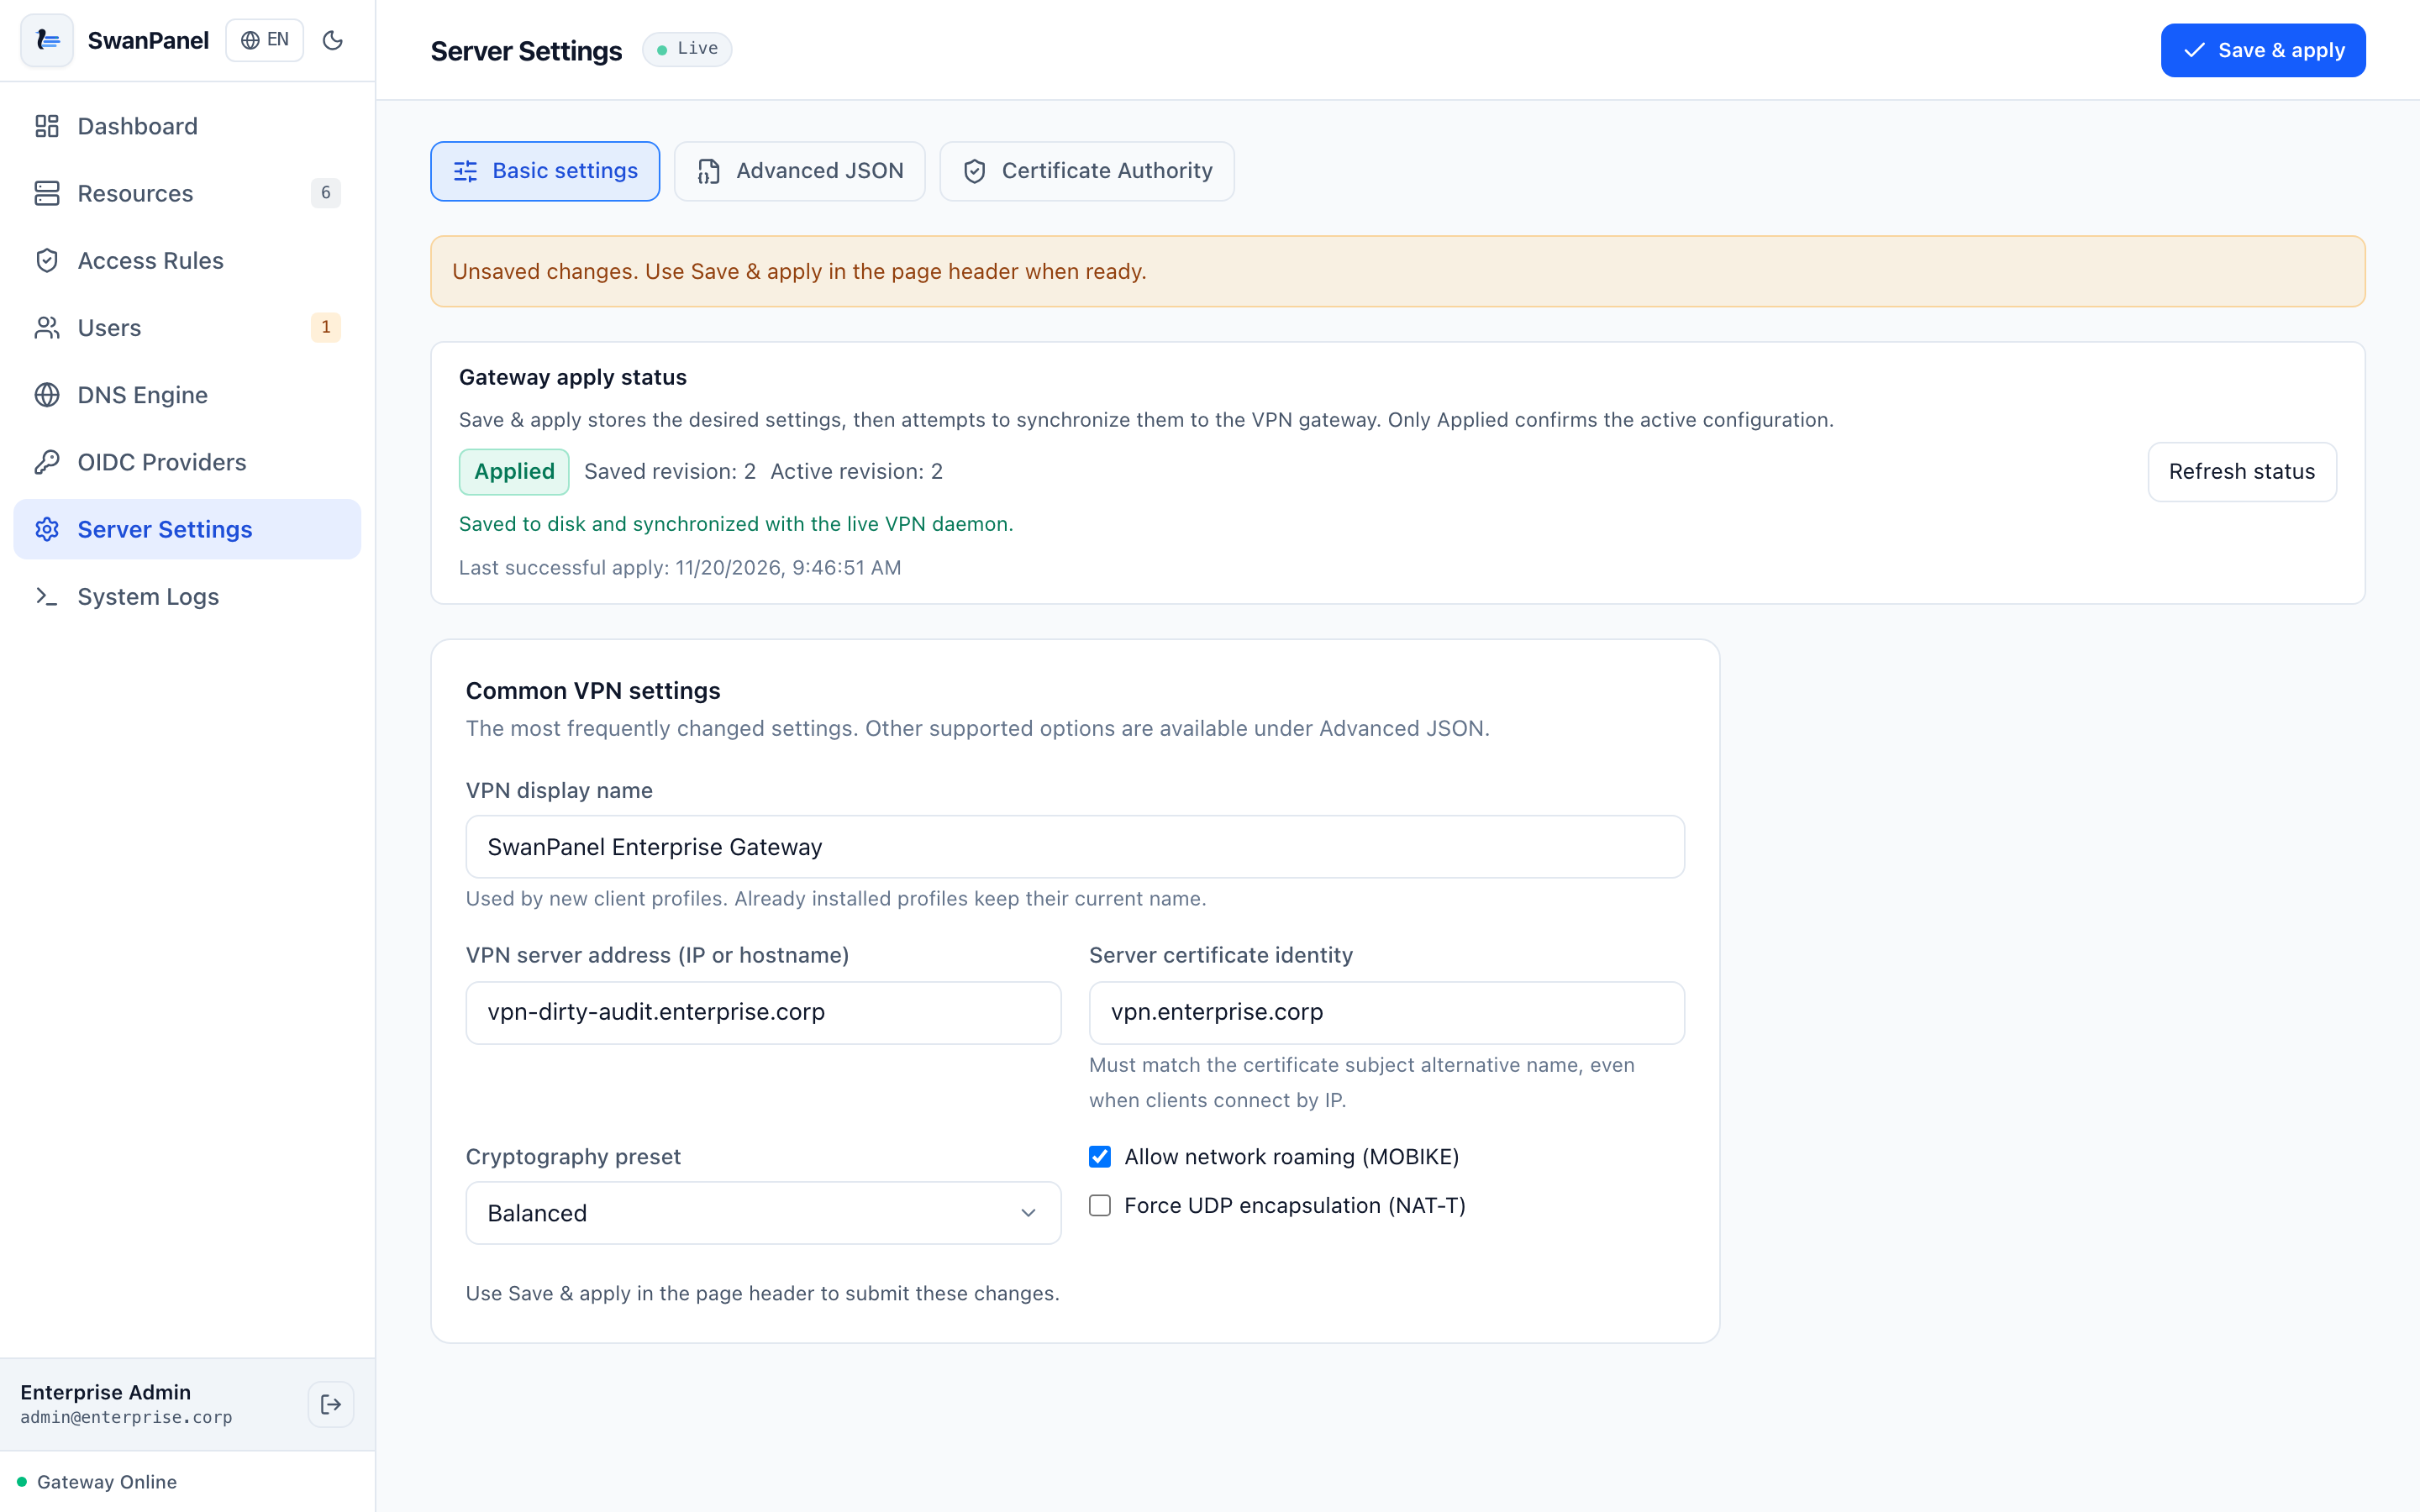 SwanPanel
EN
Dashboard
Resources
6
Access Rules
Users
1
DNS Engine
OIDC Providers
Server Settings
System Logs
Enterprise Admin
admin@enterprise.corp
Gateway Online
Server Settings
Live
Save & apply
Basic settings
Advanced JSON
Certificate Authority
Unsaved changes. Use Save & apply in the page header when ready.
Gateway apply status
Save & apply stores the desired settings, then attempts to synchronize them to the VPN gateway. Only Applied confirms the active configuration.
Applied
Saved revision: 2
Active revision: 2
Refresh status
Saved to disk and synchronized with the live VPN daemon.
Last successful apply: 11/20/2026, 9:46:51 AM
Common VPN settings
The most frequently changed settings. Other supported options are available under Advanced JSON.
VPN display name
SwanPanel Enterprise Gateway
Used by new client profiles. Already installed profiles keep their current name.
VPN server address (IP or hostname)
vpn-dirty-audit.enterprise.corp
Server certificate identity
vpn.enterprise.corp
Must match the certificate subject alternative name, even
when clients connect by IP.
Cryptography preset
Balanced
Allow network roaming (MOBIKE)
Force UDP encapsulation (NAT-T)
Use Save & apply in the page header to submit these changes.